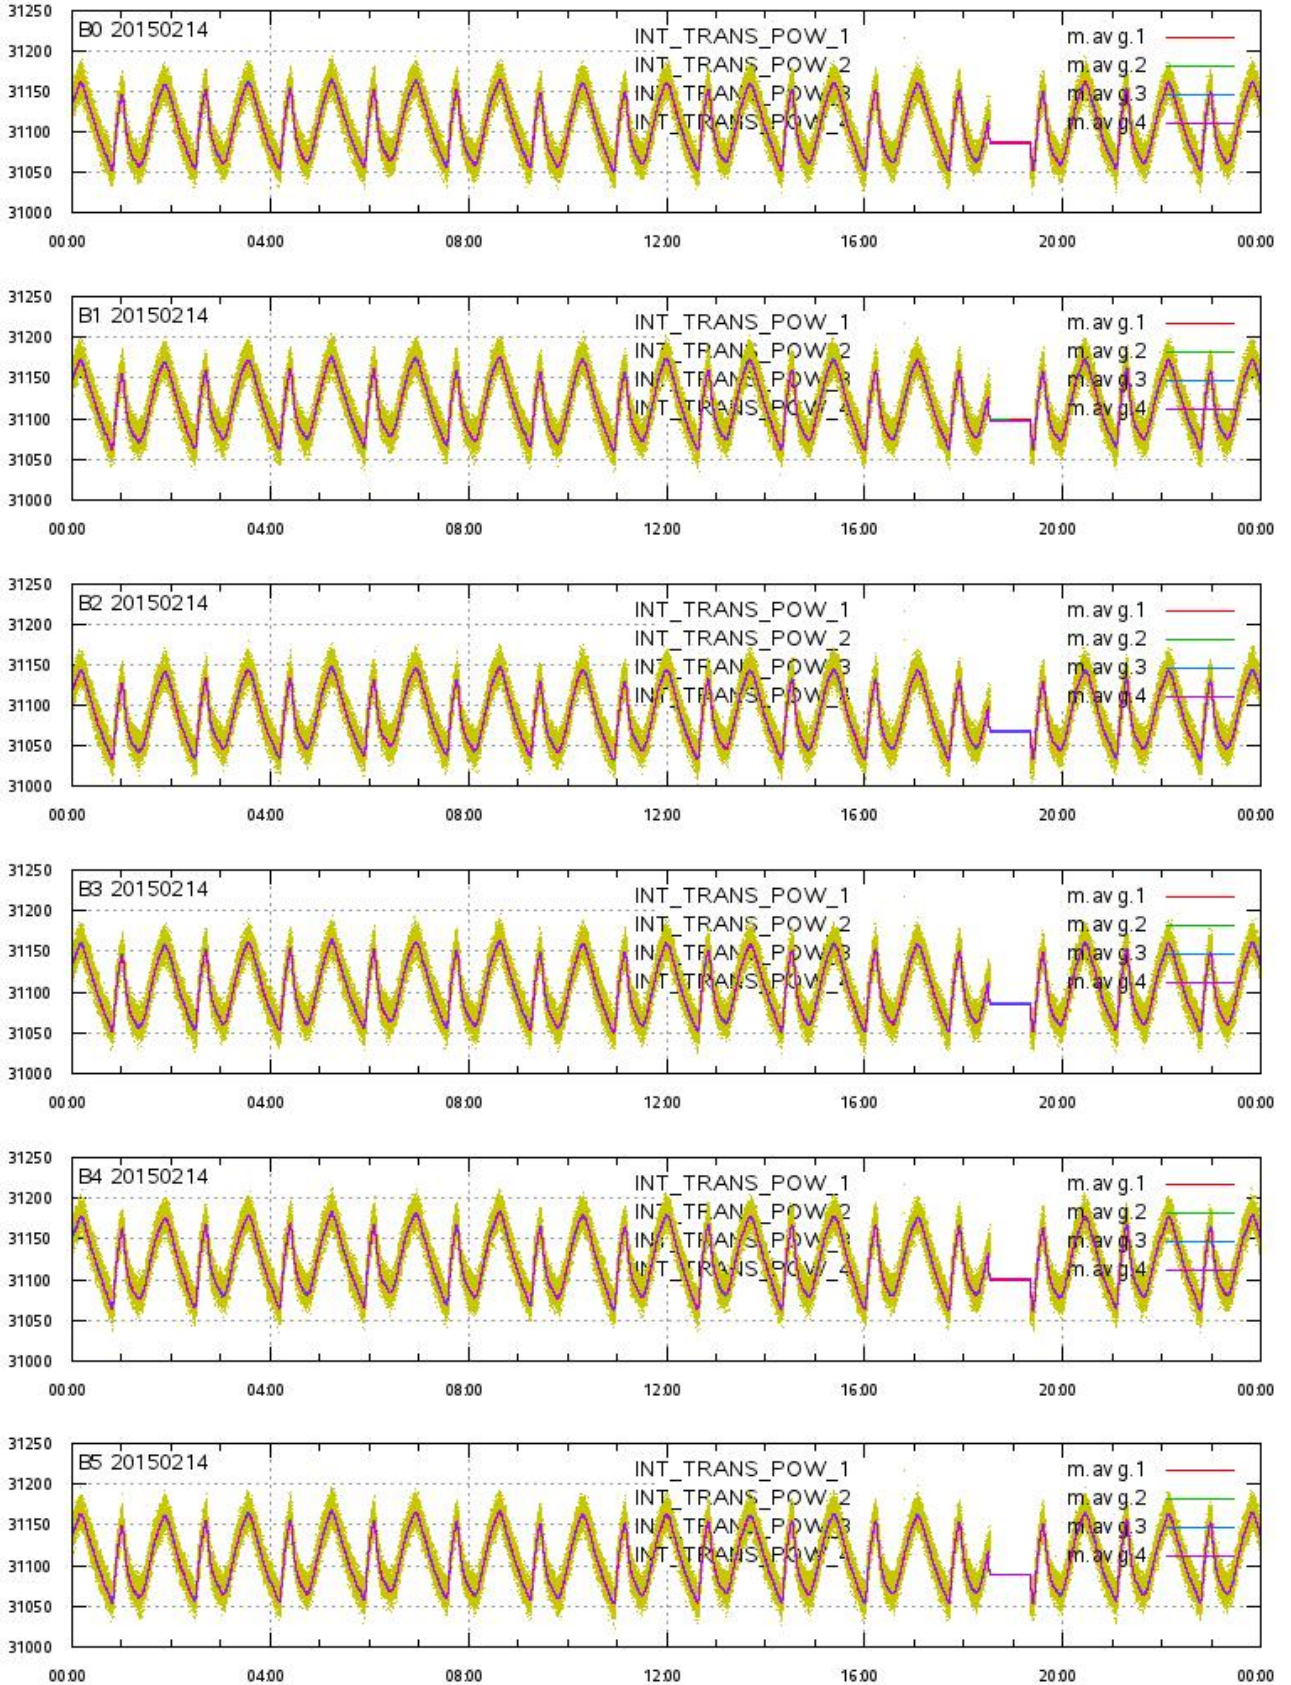 31250
B0 20150214 INT_TRANS_POW_1 m.avg.1
31200
INT_TRANS_POW_2 m.avg.2
31150
INT_TRANS_POW_3 m.avg.3
31100
INT_TRANS_POW_4 m.avg.4
31050
31000
00:00 04:00 08:00 12:00 16:00 20:00 00:00
31250
B1 20150214 INT_TRANS_POW_1 m.avg.1
31200
INT_TRANS_POW_2 m.avg.2
31150
INT_TRANS_POW_3 m.avg.3
31100
INT_TRANS_POW_4 m.avg.4
31050
31000
00:00 04:00 08:00 12:00 16:00 20:00 00:00
31250
B2 20150214 INT_TRANS_POW_1 m.avg.1
31200
INT_TRANS_POW_2 m.avg.2
31150
INT_TRANS_POW_3 m.avg.3
31100
INT_TRANS_POW_4 m.avg.4
31050
31000
00:00 04:00 08:00 12:00 16:00 20:00 00:00
31250
B3 20150214 INT_TRANS_POW_1 m.avg.1
31200
INT_TRANS_POW_2 m.avg.2
31150
INT_TRANS_POW_3 m.avg.3
31100
INT_TRANS_POW_4 m.avg.4
31050
31000
00:00 04:00 08:00 12:00 16:00 20:00 00:00
31250
B4 20150214 INT_TRANS_POW_1 m.avg.1
31200
INT_TRANS_POW_2 m.avg.2
31150
INT_TRANS_POW_3 m.avg.3
31100
INT_TRANS_POW_4 m.avg.4
31050
31000
00:00 04:00 08:00 12:00 16:00 20:00 00:00
31250
B5 20150214 INT_TRANS_POW_1 m.avg.1
31200
INT_TRANS_POW_2 m.avg.2
31150
INT_TRANS_POW_3 m.avg.3
31100
INT_TRANS_POW_4 m.avg.4
31050
31000
00:00 04:00 08:00 12:00 16:00 20:00 00:00